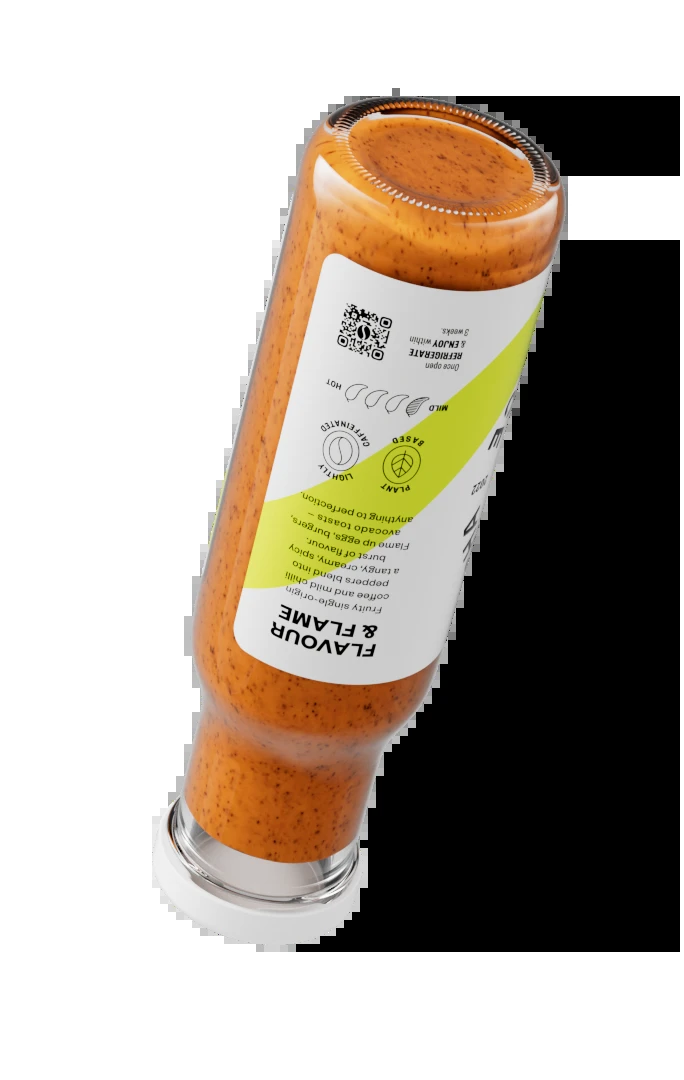 FLAVOUR
& FLAME
Fruity single-origin
coffee and mild chilli
peppers blend into
a tangy, creamy, spicy
burst of flavour.
Flame up eggs, burgers,
avocado toasts –
anything to perfection.
PLANT
BASED
LIGHTLY
CAFFEINATED
MILD
HOT
Once open
REFRIGERATE
& ENJOY within
3 weeks.
2022